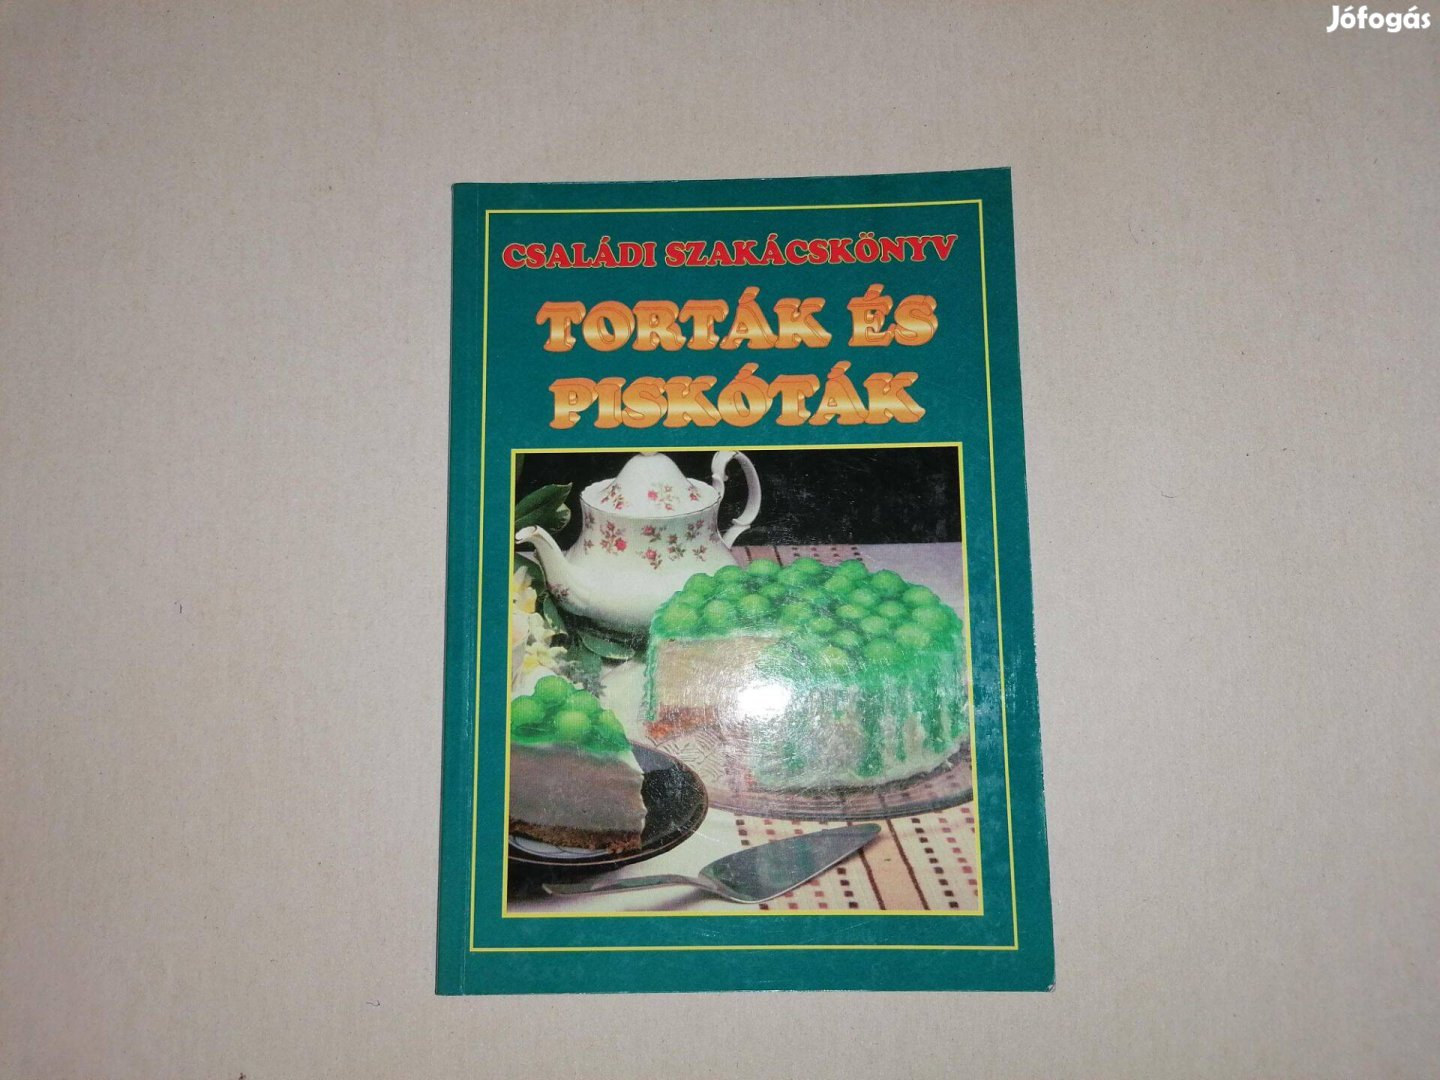 Jófogás
CSALÁDI SZAKÁCSKÖNYV
TORTÁK ÉS
PISKÓTÁK